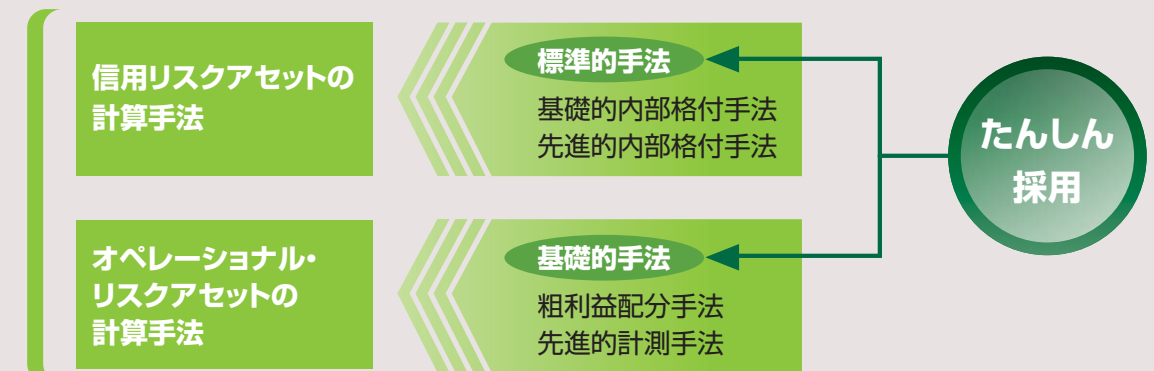 信用リスクアセットの
計算手法
標準的手法
基礎的内部格付手法
先進的内部格付手法
オペレーショナル・
リスクアセットの
計算手法
基礎的手法
粗利益配分手法
先進的計測手法
たんしん
採用